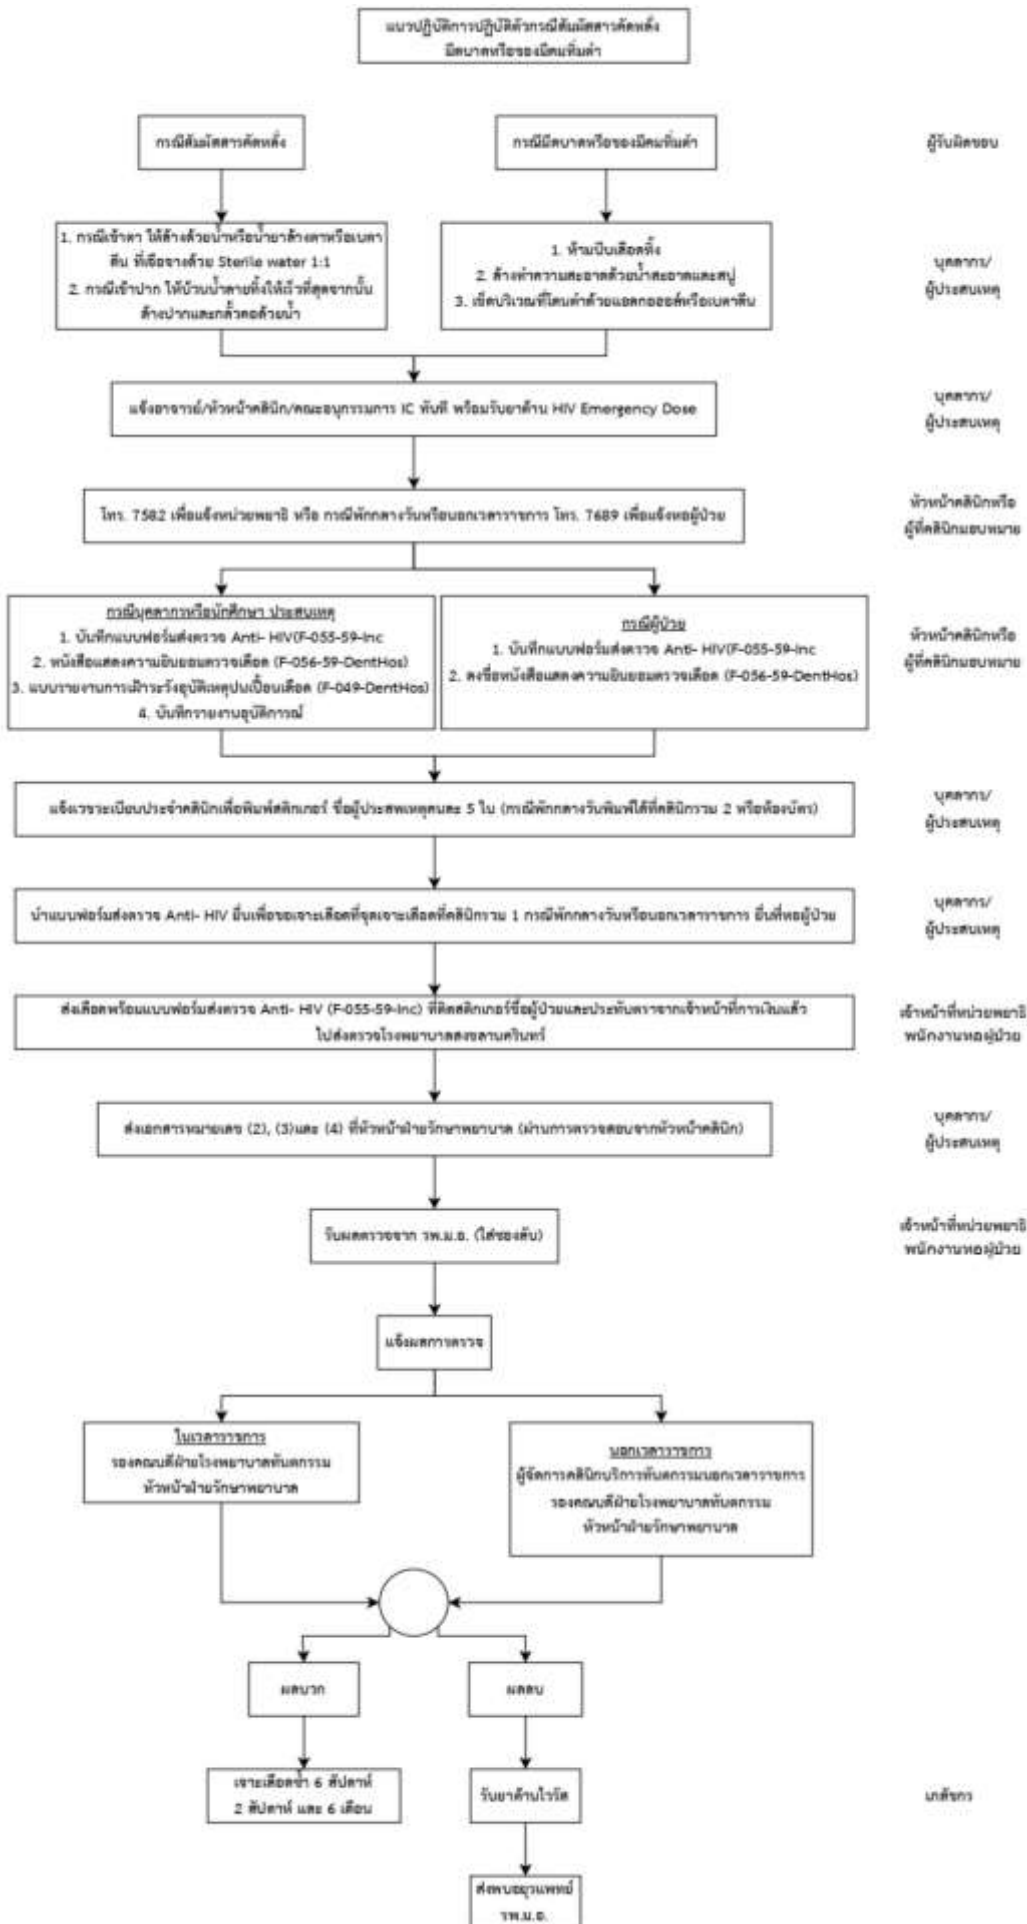 แนวปฏิบัติการปฏิบัติตัวกรณีสัมผัสสารคัดหลั่ง
มีดบาดหรือของมีคมทิ่มตำ
กรณีสัมผัสสารคัดหลั่ง
กรณีมีดบาดหรือของมีคมทิ่มตำ
ผู้รับผิดชอบ
1. กรณีเข้าตา ให้ล้างด้วยน้ำหรือน้ำยาล้างตาหรือเบตา
ดีน ที่เจือจางด้วย Sterile water 1:1
2. กรณีเข้าปาก ให้บ้วนน้ำลายทิ้งให้เร็วที่สุดจากนั้น
ล้างปากและกลั้วคอด้วยน้ำ
1. ห้ามบีบเลือดทิ้ง
2. ล้างทำความสะอาดด้วยน้ำสะอาดและสบู่
3. เช็ดบริเวณที่โดนตำด้วยแอลกอฮอล์หรือเบตาดีน
บุคลากร/
ผู้ประสบเหตุ
แจ้งอาจารย์/หัวหน้าคลินิก/คณะอนุกรรมการ IC ทันที พร้อมรับยาต้าน HIV Emergency Dose
บุคลากร/
ผู้ประสบเหตุ
โทร. 7582 เพื่อแจ้งหน่วยพยาธิ หรือ กรณีพักกลางวันหรือนอกเวลาราชการ โทร. 7689 เพื่อแจ้งหอผู้ป่วย
หัวหน้าคลินิกหรือ
ผู้ที่คลินิกมอบหมาย
กรณีบุคลากรหรือนักศึกษา ประสบเหตุ
1. บันทึกแบบฟอร์มส่งตรวจ Anti- HIV(F-055-59-Inc
2. หนังสือแสดงความยินยอมตรวจเลือด (F-056-59-DentHos)
3. แบบรายงานการเฝ้าระวังอุบัติเหตุปนเปื้อนเลือด (F-049-DentHos)
4. บันทึกรายงานอุบัติการณ์
กรณีผู้ป่วย
1. บันทึกแบบฟอร์มส่งตรวจ Anti- HIV(F-055-59-Inc
2. ลงชื่อหนังสือแสดงความยินยอมตรวจเลือด (F-056-59-DentHos)
หัวหน้าคลินิกหรือ
ผู้ที่คลินิกมอบหมาย
แจ้งเวชระเบียนประจำคลินิกเพื่อพิมพ์สติกเกอร์ ชื่อผู้ประสพเหตุคนละ 5 ใบ (กรณีพักกลางวันพิมพ์ได้ที่คลินิกรวม 2 หรือห้องบัตร)
บุคลากร/
ผู้ประสบเหตุ
นำแบบฟอร์มส่งตรวจ Anti- HIV ยื่นเพื่อขอเจาะเลือดที่จุดเจาะเลือดที่คลินิกรวม 1 กรณีพักกลางวันหรือนอกเวลาราชการ ยื่นที่หอผู้ป่วย
บุคลากร/
ผู้ประสบเหตุ
ส่งเลือดพร้อมแบบฟอร์มส่งตรวจ Anti- HIV (F-055-59-Inc) ที่ติดสติกเกอร์ชื่อผู้ป่วยและประทับตราจากเจ้าหน้าที่การเงินแล้ว
ไปส่งตรวจโรงพยาบาลสงขลานครินทร์
เจ้าหน้าที่หน่วยพยาธิ
พนักงานหอผู้ป่วย
ส่งเอกสารหมายเลข (2), (3)และ (4) ที่หัวหน้าฝ่ายรักษาพยาบาล (ผ่านการตรวจสอบจากหัวหน้าคลินิก)
บุคลากร/
ผู้ประสบเหตุ
รับผลตรวจจาก รพ.ม.อ. (ใส่ซองลับ)
เจ้าหน้าที่หน่วยพยาธิ
พนักงานหอผู้ป่วย
แจ้งผลการตรวจ
ในเวลาราชการ
รองคณบดีฝ่ายโรงพยาบาลทันตกรรม
หัวหน้าฝ่ายรักษาพยาบาล
นอกเวลาราชการ
ผู้จัดการคลินิกบริการทันตกรรมนอกเวลาราชการ
รองคณบดีฝ่ายโรงพยาบาลทันตกรรม
หัวหน้าฝ่ายรักษาพยาบาล
ผลบวก
ผลลบ
เจาะเลือดซ้ำ 6 สัปดาห์
2 สัปดาห์ และ 6 เดือน
รับยาต้านไวรัส
เภสัชกร
ส่งพบอยุรแพทย์
รพ.ม.อ.